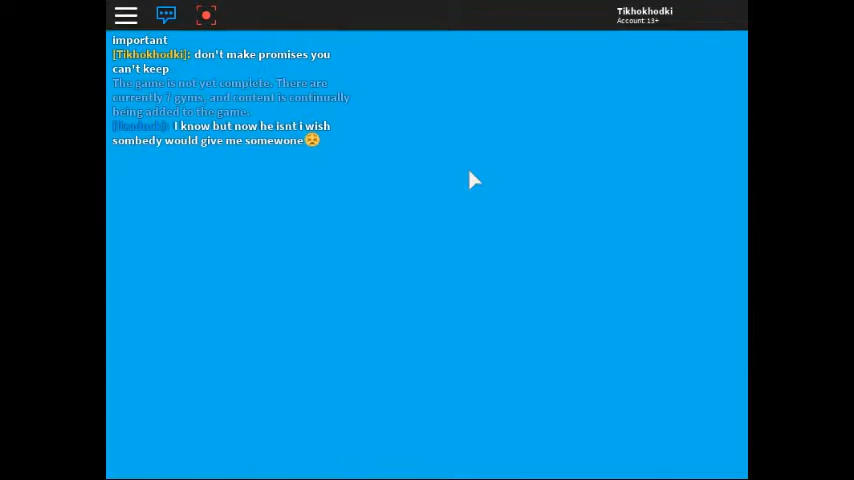 Tikhokhodki
Account: 13+
important
[Tikhokhodki]: don't make promises you
can't keep
The game is not yet complete. There are
currently 7 gyms, and content is continually
being added to the game.
I know but now he isnt i wish
sombedy would give me somewone😣